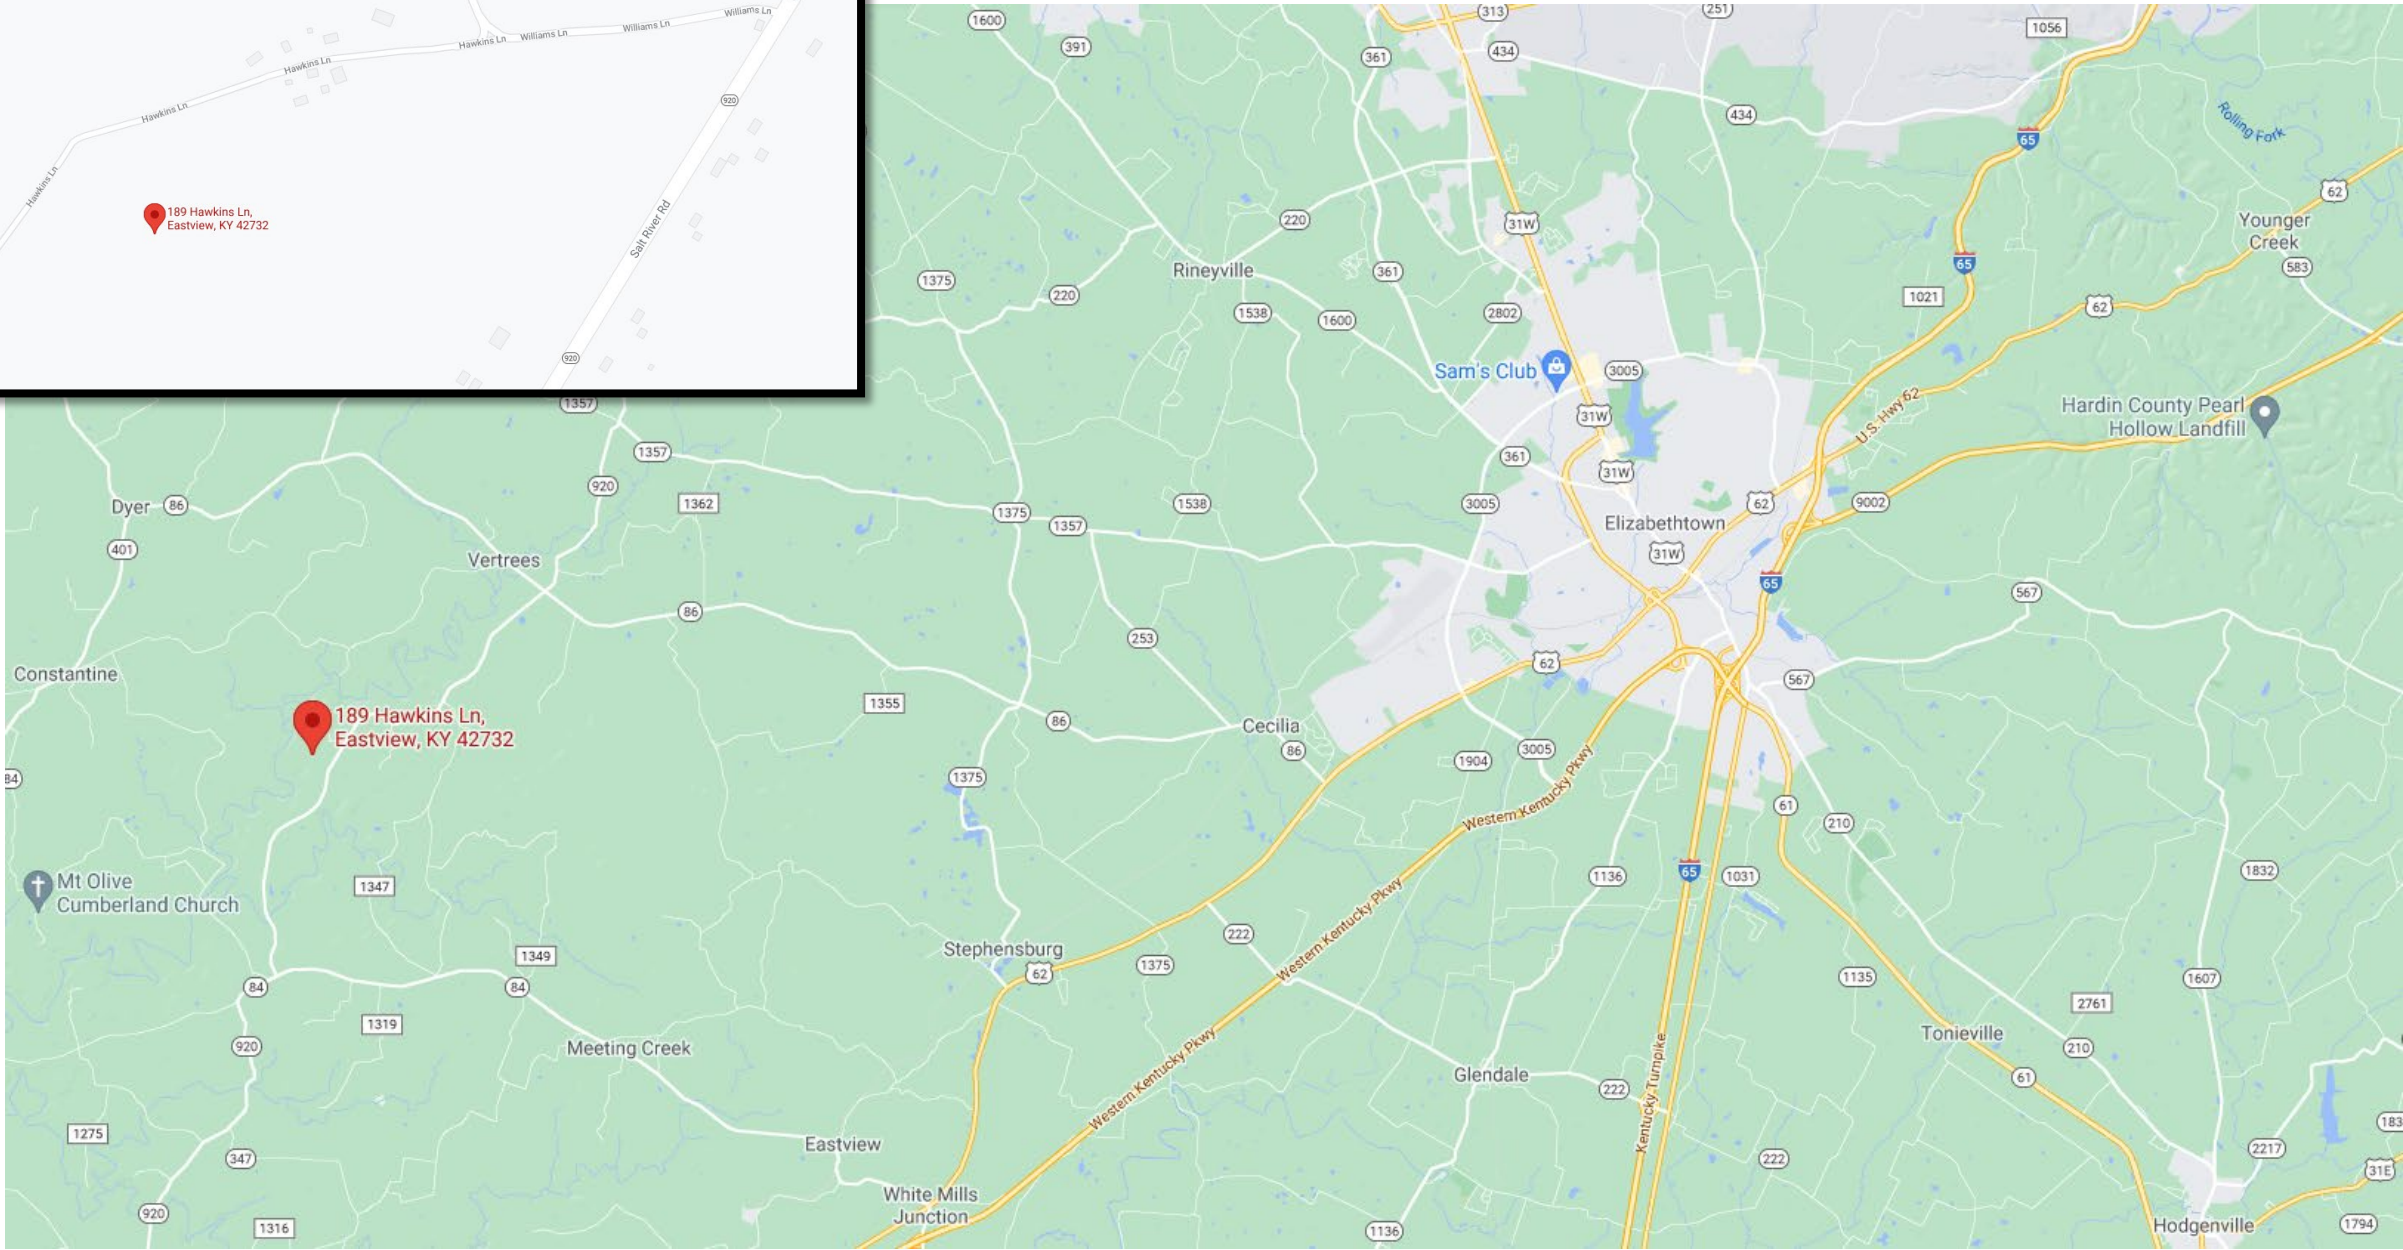 Williams Ln
Hawkins Ln
Williams Ln
Williams Ln
Hawkins Ln
Hawkins Ln
Hawkins Ln
920
189 Hawkins Ln,
Eastview, KY 42732
Salt River Rd
920
1600
391
313
251
1056
361
434
434
65
Rolling Fork
62
31W
220
Younger
Creek
583
Rineyville
361
65
1375
220
1021
62
1538
1600
2802
Sam's Club
3005
31W
U.S. Hwy 62
Hardin County Pearl
Hollow Landfill
1357
1357
361
31W
920
1362
1538
3005
62
9002
Dyer
86
1375
1357
Elizabethtown
401
31W
Vertrees
65
567
86
253
62
Constantine
567
1355
189 Hawkins Ln,
Eastview, KY 42732
86
Cecilia
86
84
1375
1904
3005
Western Kentucky Pkwy
61
210
Mt Olive
Cumberland Church
1347
1136
65
1031
1832
Western Kentucky Pkwy
222
Stephensburg
1349
62
1375
1135
1607
84
84
2761
1319
Tonieville
920
Meeting Creek
210
Western Kentucky Pkwy
Kentucky Turnpike
Glendale
222
61
1275
183
Eastview
347
222
2217
31E
White Mills
Junction
920
1316
1136
Hodgenville
1794